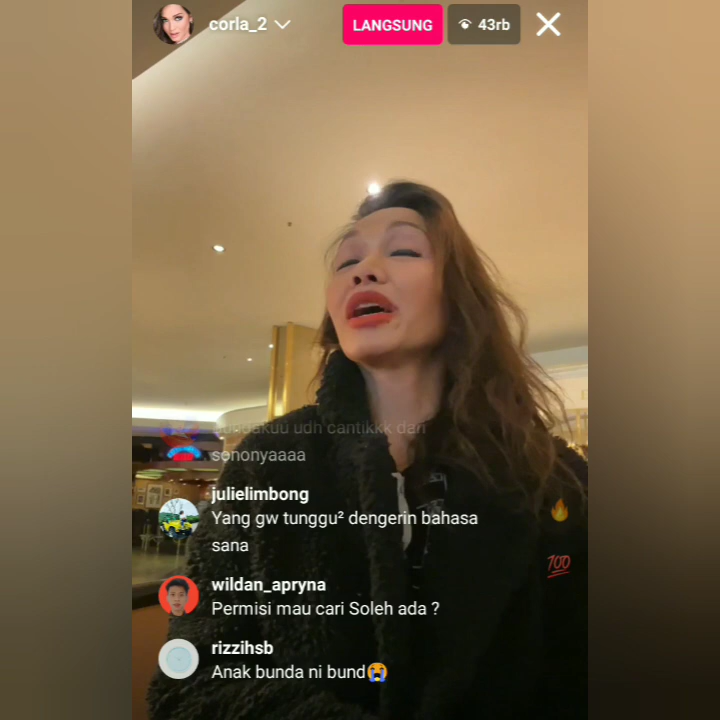 corla_2
LANGSUNG
43rb
udh cantikkk dari
sononyaaaa
julielimbong
Yang gw tunggu² dengerin bahasa
sana
wildan_apryna
Permisi mau cari Soleh ada ?
rizzihsb
Anak bunda ni bund😭
💯